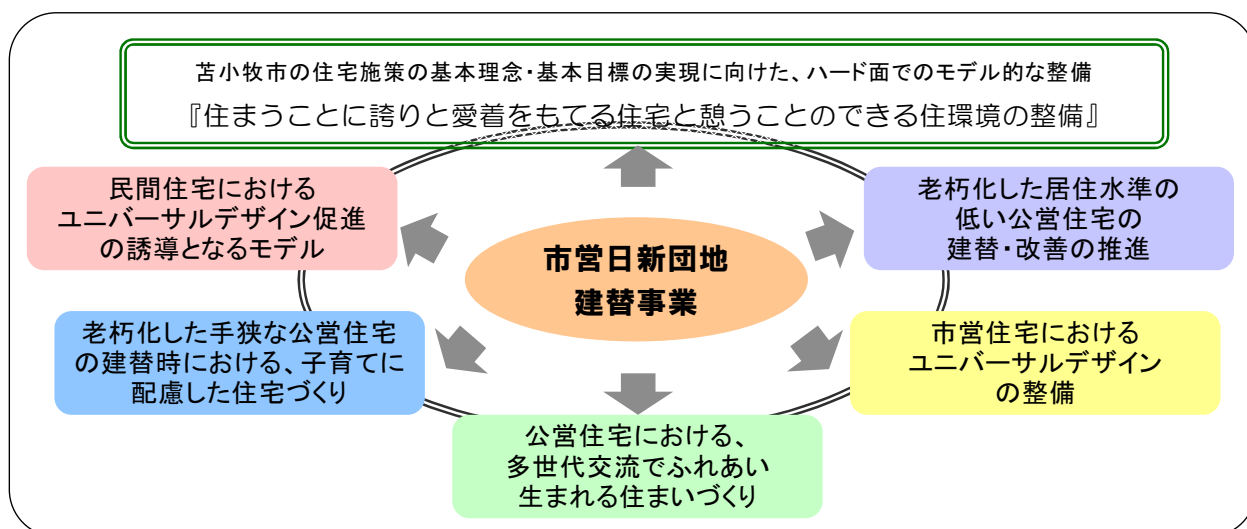 苫小牧市の住宅施策の基本理念・基本目標の実現に向けた、ハード面でのモデル的な整備
『住まうことに誇りと愛着をもてる住宅と憩うことのできる住環境の整備』
民間住宅における
ユニバーサルデザイン促進
の誘導となるモデル
老朽化した居住水準の
低い公営住宅の
建替・改善の推進
市営日新団地
建替事業
老朽化した手狭な公営住宅
の建替時における、子育てに
配慮した住宅づくり
市営住宅における
ユニバーサルデザイン
の整備
公営住宅における、
多世代交流でふれあい
生まれる住まいづくり